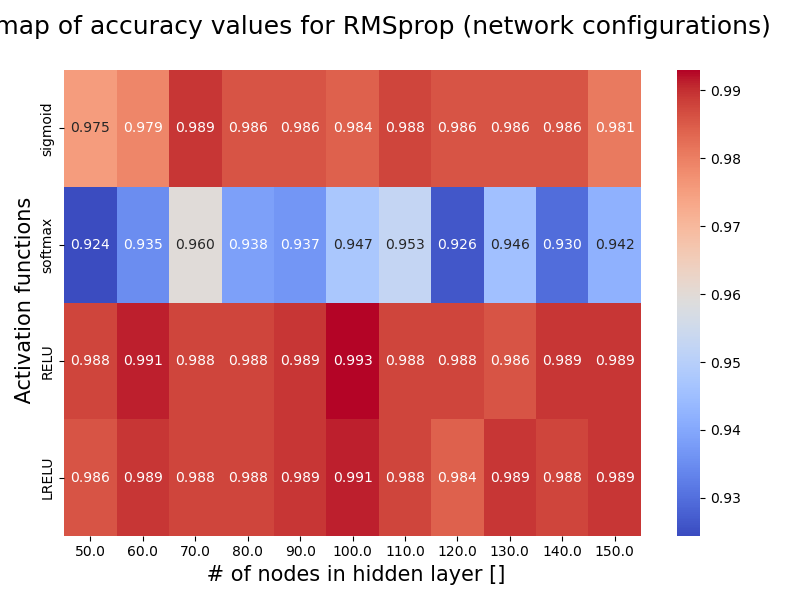 map of accuracy values for RMSprop (network configurations)
Activation functions
sigmoid 0.975 0.979 0.989 0.986 0.986 0.984 0.988 0.986 0.986 0.986 0.981
softmax 0.924 0.935 0.960 0.938 0.937 0.947 0.953 0.926 0.946 0.930 0.942
RELU 0.988 0.991 0.988 0.988 0.989 0.993 0.988 0.988 0.986 0.989 0.989
LRELU 0.986 0.989 0.988 0.988 0.989 0.991 0.988 0.984 0.989 0.988 0.989
50.0 60.0 70.0 80.0 90.0 100.0 110.0 120.0 130.0 140.0 150.0
# of nodes in hidden layer []
0.99
0.98
0.97
0.96
0.95
0.94
0.93